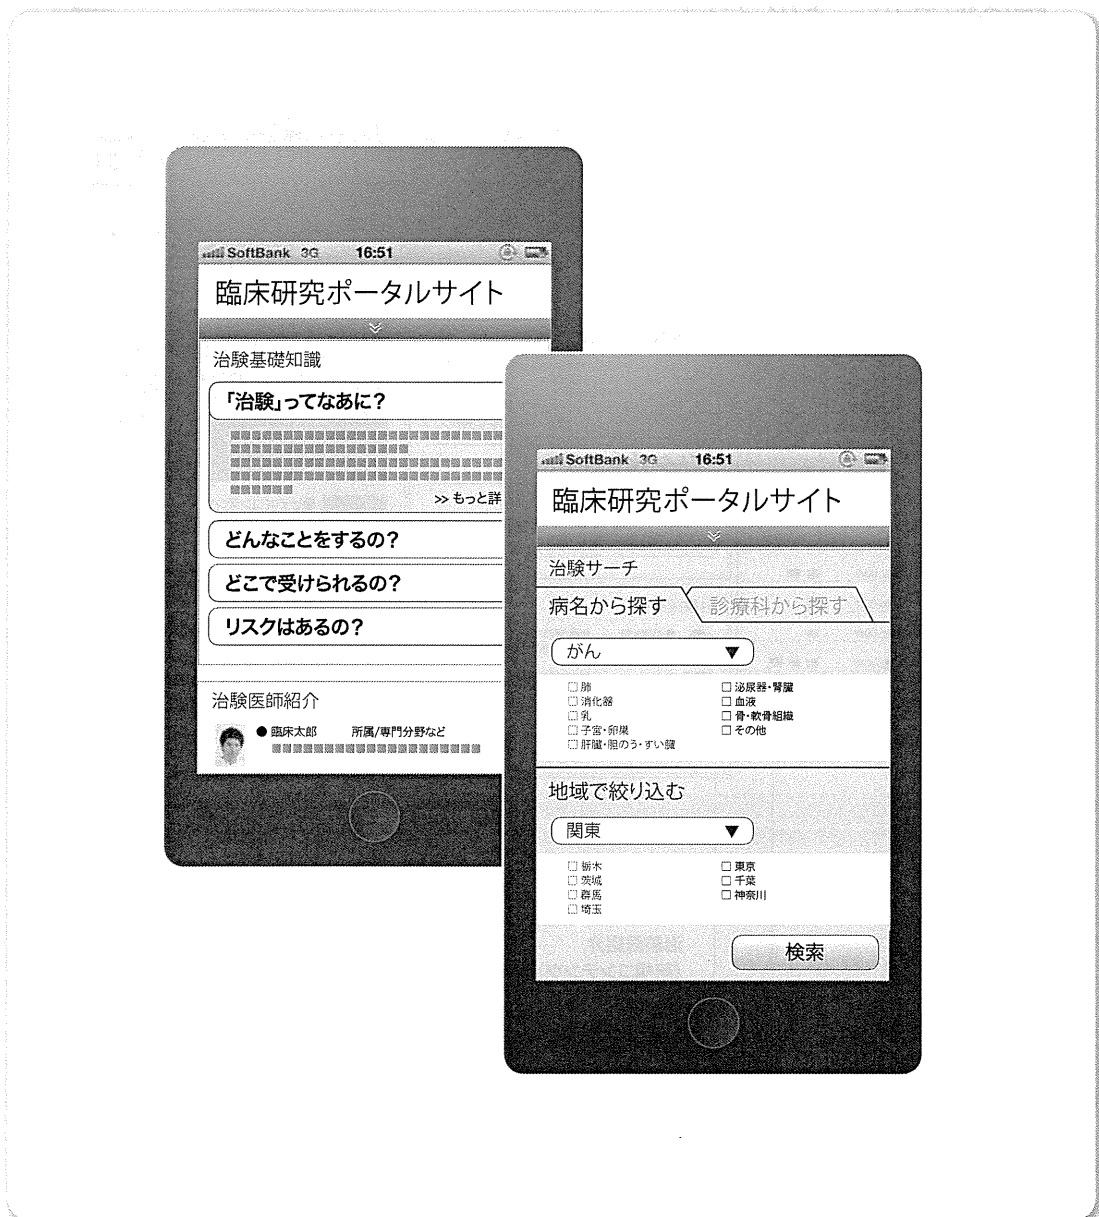 SoftBank 3G 16:51
臨床研究ポータルサイト
治験基礎知識
「治験」ってなあに?
>> もっと詳
どんなことをするの?
どこで受けられるの?
リスクはあるの?
治験医師紹介
● 臨床太郎 所属/専門分野など
SoftBank 3G 16:51
臨床研究ポータルサイト
治験サーチ
病名から探す 診療科から探す
がん ▼
□ 肺 □ 泌尿器・腎臓
□ 消化器 □ 血液
□ 乳 □ 骨・軟骨組織
□ 子宮・卵巣 □ その他
□ 肝臓・胆のう・すい臓
地域で絞り込む
関東 ▼
□ 栃木 □ 東京
□ 茨城 □ 千葉
□ 群馬 □ 神奈川
□ 埼玉
検索